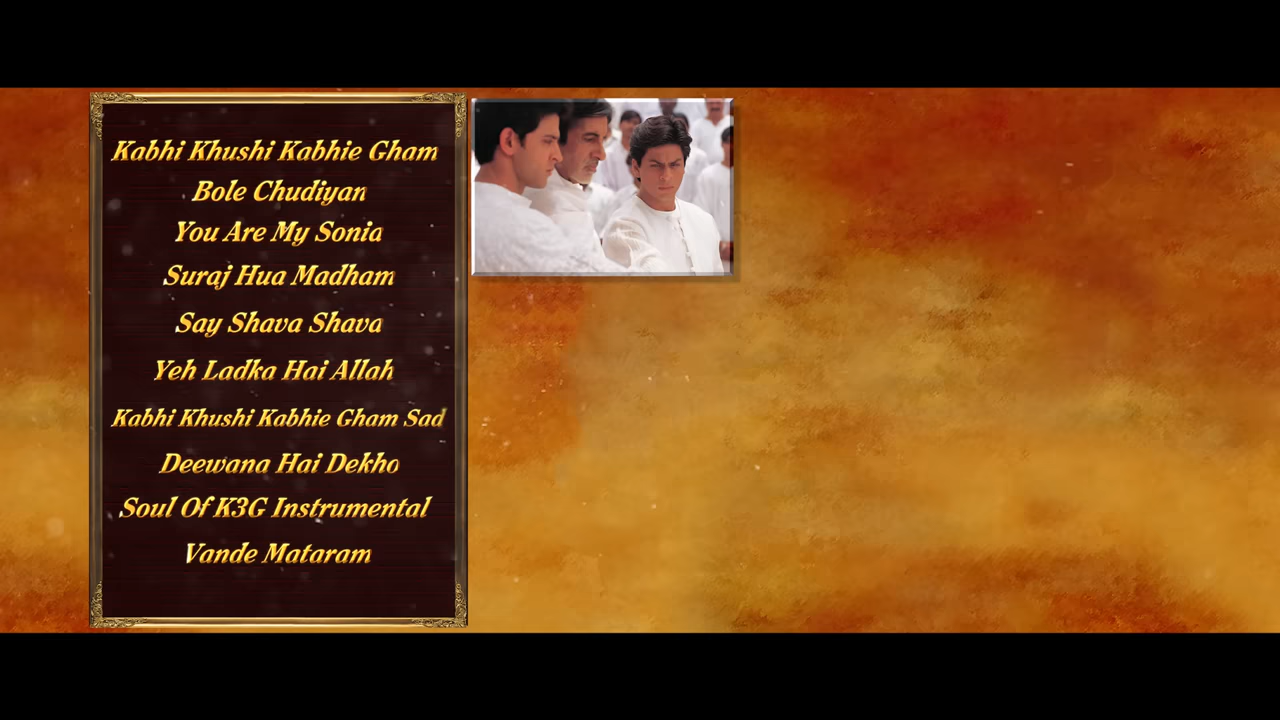 Kabhi Khushi Kabhie Gham
Bole Chudiyan
You Are My Sonia
Suraj Hua Madham
Say Shava Shava
Yeh Ladka Hai Allah
Kabhi Khushi Kabhie Gham Sad
Deewana Hai Dekho
Soul Of K3G Instrumental
Vande Mataram